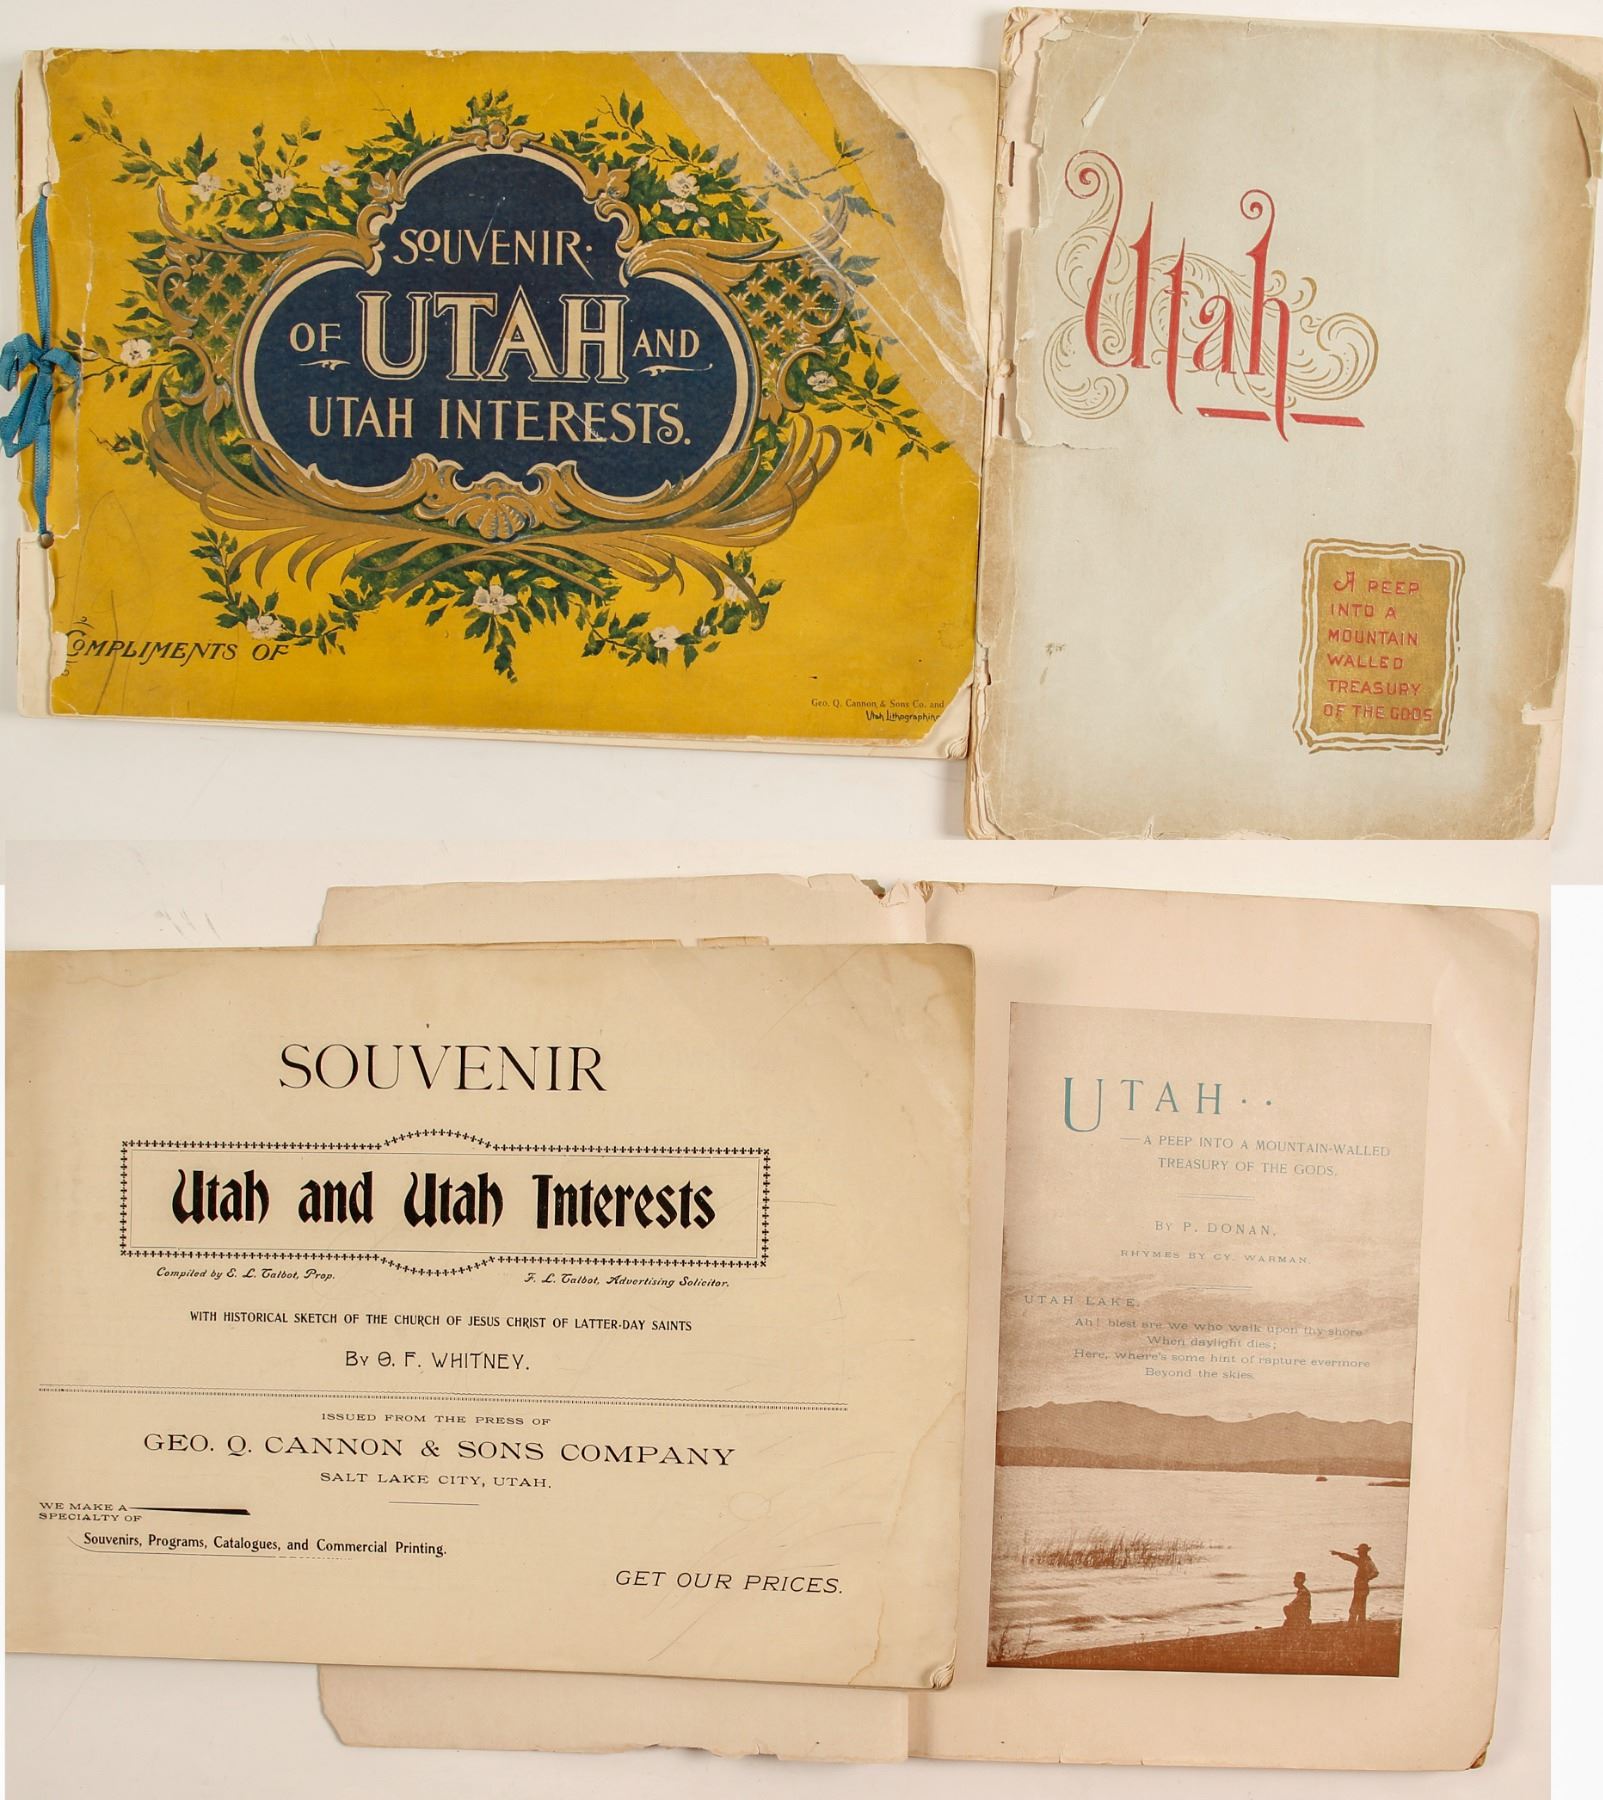 SOUVENIR.
OF UTAH AND
UTAH INTERESTS.
COMPLIMENTS OF
Geo. Q. Cannon & Sons Co. and
Utah Lithographing
Utah
A PEEP
INTO A
MOUNTAIN
WALLED
TREASURY
OF THE GODS
SOUVENIR
Utah and Utah Interests
Compiled by E. L. Talbot, Prop.
F. L. Talbot, Advertising Solicitor.
WITH HISTORICAL SKETCH OF THE CHURCH OF JESUS CHRIST OF LATTER-DAY SAINTS
By O. F. WHITNEY.
ISSUED FROM THE PRESS OF
GEO. Q. CANNON & SONS COMPANY
SALT LAKE CITY, UTAH.
WE MAKE A
SPECIALTY OF
Souvenirs, Programs, Catalogues, and Commercial Printing.
GET OUR PRICES.
UTAH··
—A PEEP INTO A MOUNTAIN-WALLED
TREASURY OF THE GODS.
BY P. DONAN,
RHYMES BY CY. WARMAN.
UTAH LAKE.
Ah! blest are we who walk upon thy shore
When daylight dies;
Here, where's some hint of rapture evermore
Beyond the skies.